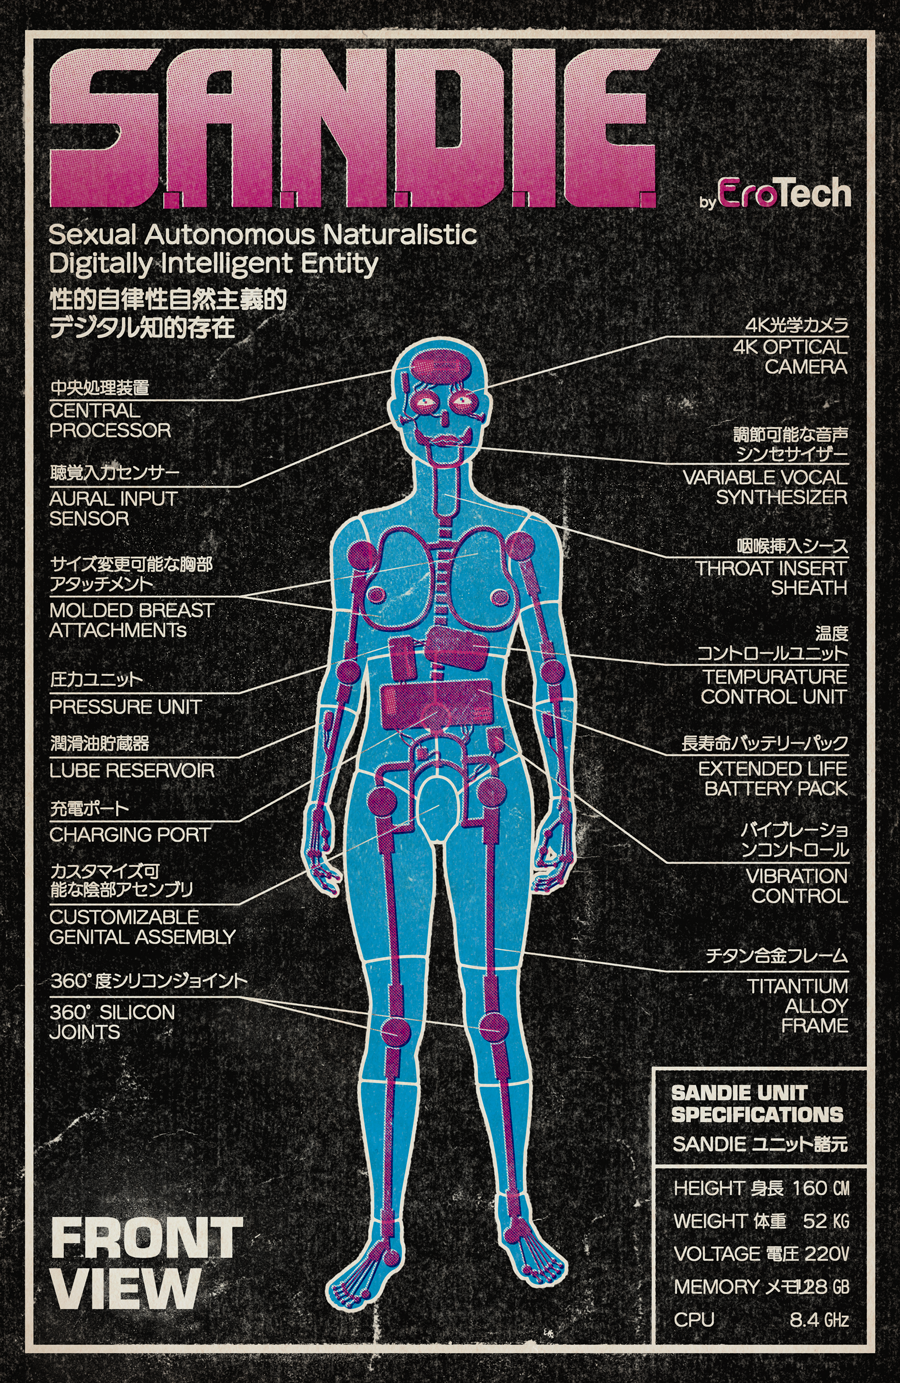 S.A.N.D.I.E
by EroTech
Sexual Autonomous Naturalistic
Digitally Intelligent Entity
性的自律性自然主義的
デジタル知的存在
中央処理装置
CENTRAL
PROCESSOR
聴覚入力センサー
AURAL INPUT
SENSOR
サイズ変更可能な胸部
アタッチメント
MOLDED BREAST
ATTACHMENTs
圧力ユニット
PRESSURE UNIT
潤滑油貯蔵器
LUBE RESERVOIR
充電ポート
CHARGING PORT
カスタマイズ可
能な陰部アセンブリ
CUSTOMIZABLE
GENITAL ASSEMBLY
360°度シリコンジョイント
360° SILICON
JOINTS
4K光学カメラ
4K OPTICAL
CAMERA
調節可能な音声
シンセサイザー
VARIABLE VOCAL
SYNTHESIZER
咽喉挿入シース
THROAT INSERT
SHEATH
温度
コントロールユニット
TEMPURATURE
CONTROL UNIT
長寿命バッテリーパック
EXTENDED LIFE
BATTERY PACK
バイブレーショ
ンコントロール
VIBRATION
CONTROL
チタン合金フレーム
TITANTIUM
ALLOY
FRAME
FRONT
VIEW
SANDIE UNIT
SPECIFICATIONS
SANDIE ユニット諸元
HEIGHT 身長 160 CM
WEIGHT 体重 52 KG
VOLTAGE 電圧 220V
MEMORY メモリ128 GB
CPU 8.4 GHz